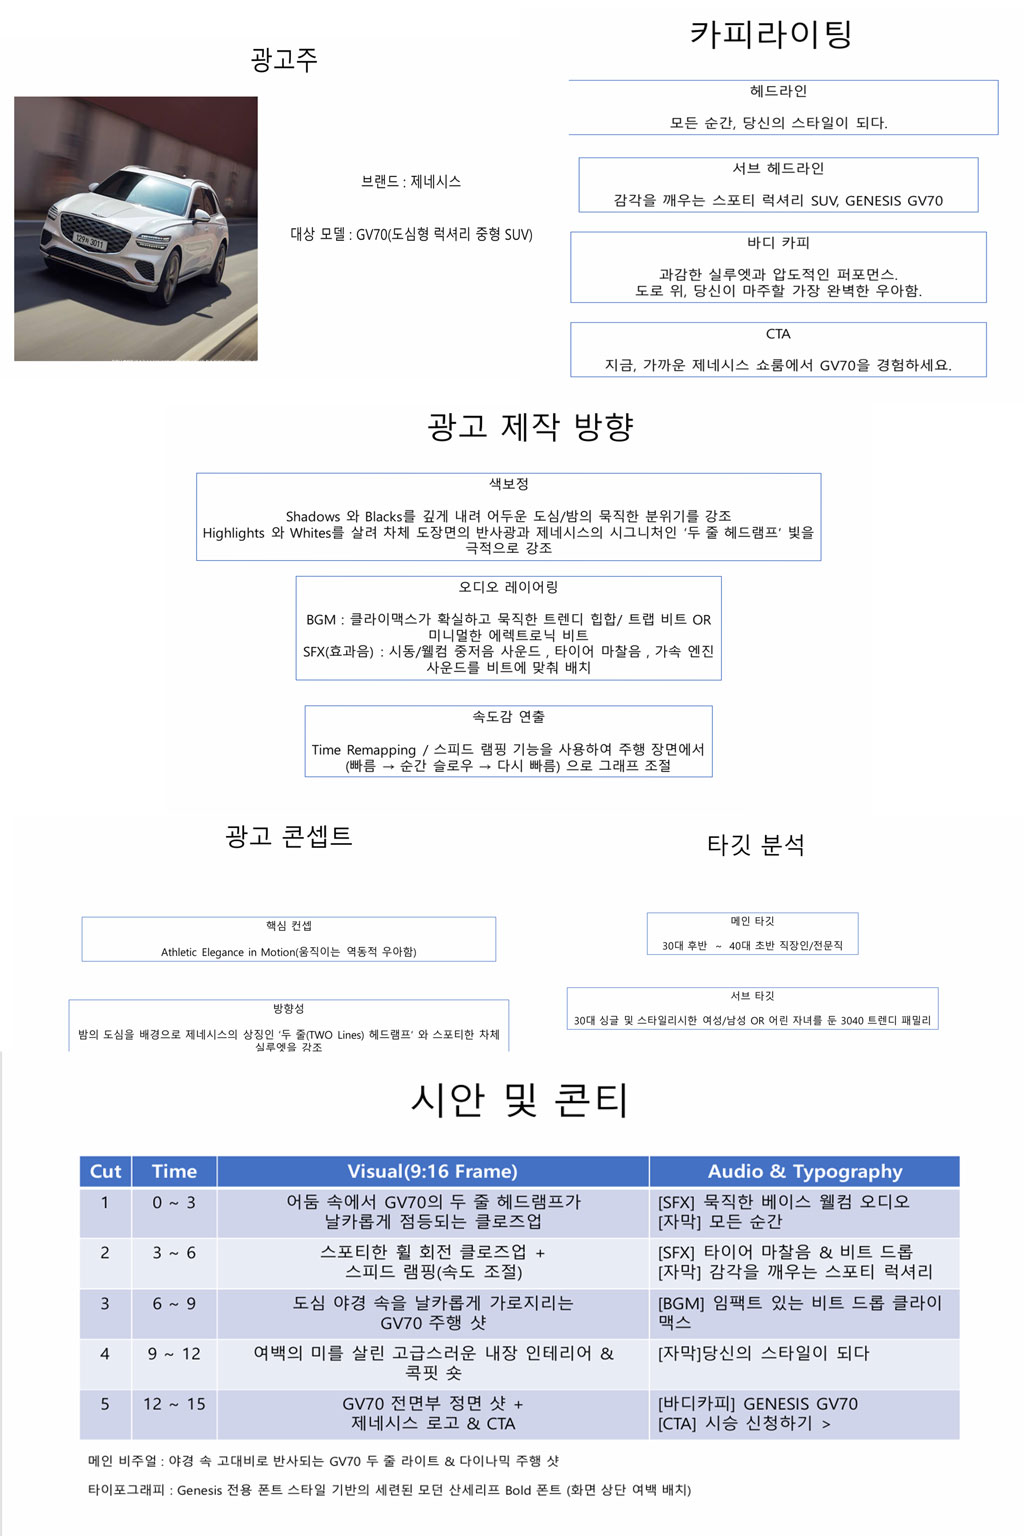 광고주
129허 3011
브랜드 : 제네시스
대상 모델 : GV70(도심형 럭셔리 중형 SUV)
카피라이팅
헤드라인
모든 순간, 당신의 스타일이 되다.
서브 헤드라인
감각을 깨우는 스포티 럭셔리 SUV, GENESIS GV70
바디 카피
과감한 실루엣과 압도적인 퍼포먼스.
도로 위, 당신이 마주할 가장 완벽한 우아함.
CTA
지금, 가까운 제네시스 쇼룸에서 GV70을 경험하세요.
광고 제작 방향
색보정
Shadows 와 Blacks를 깊게 내려 어두운 도심/밤의 묵직한 분위기를 강조
Highlights 와 Whites를 살려 차체 도장면의 반사광과 제네시스의 시그니처인 '두 줄 헤드램프' 빛을
극적으로 강조
오디오 레이어링
BGM : 클라이맥스가 확실하고 묵직한 트렌디 힙합/ 트랩 비트 OR
미니멀한 에렉트로닉 비트
SFX(효과음) : 시동/웰컴 중저음 사운드 , 타이어 마찰음 , 가속 엔진
사운드를 비트에 맞춰 배치
속도감 연출
Time Remapping / 스피드 램핑 기능을 사용하여 주행 장면에서
(빠름 → 순간 슬로우 → 다시 빠름) 으로 그래프 조절
광고 콘셉트
핵심 컨셉
Athletic Elegance in Motion(움직이는 역동적 우아함)
방향성
밤의 도심을 배경으로 제네시스의 상징인 '두 줄(TWO Lines) 헤드램프' 와 스포티한 차체
실루엣을 강조
타깃 분석
메인 타깃
30대 후반 ~ 40대 초반 직장인/전문직
서브 타깃
30대 싱글 및 스타일리시한 여성/남성 OR 어린 자녀를 둔 3040 트렌디 패밀리
시안 및 콘티
Cut Time Visual(9:16 Frame) Audio & Typography
1 0 ~ 3 어둠 속에서 GV70의 두 줄 헤드램프가 [SFX] 묵직한 베이스 웰컴 오디오
날카롭게 점등되는 클로즈업 [자막] 모든 순간
2 3 ~ 6 스포티한 휠 회전 클로즈업 + [SFX] 타이어 마찰음 & 비트 드롭
스피드 램핑(속도 조절) [자막] 감각을 깨우는 스포티 럭셔리
3 6 ~ 9 도심 야경 속을 날카롭게 가로지리는 [BGM] 임팩트 있는 비트 드롭 클라이
GV70 주행 샷 맥스
4 9 ~ 12 여백의 미를 살린 고급스러운 내장 인테리어 & [자막]당신의 스타일이 되다
콕핏 숏
5 12 ~ 15 GV70 전면부 정면 샷 + [바디카피] GENESIS GV70
제네시스 로고 & CTA [CTA] 시승 신청하기 >
메인 비주얼 : 야경 속 고대비로 반사되는 GV70 두 줄 라이트 & 다이나믹 주행 샷
타이포그래피 : Genesis 전용 폰트 스타일 기반의 세련된 모던 산세리프 Bold 폰트 (화면 상단 여백 배치)